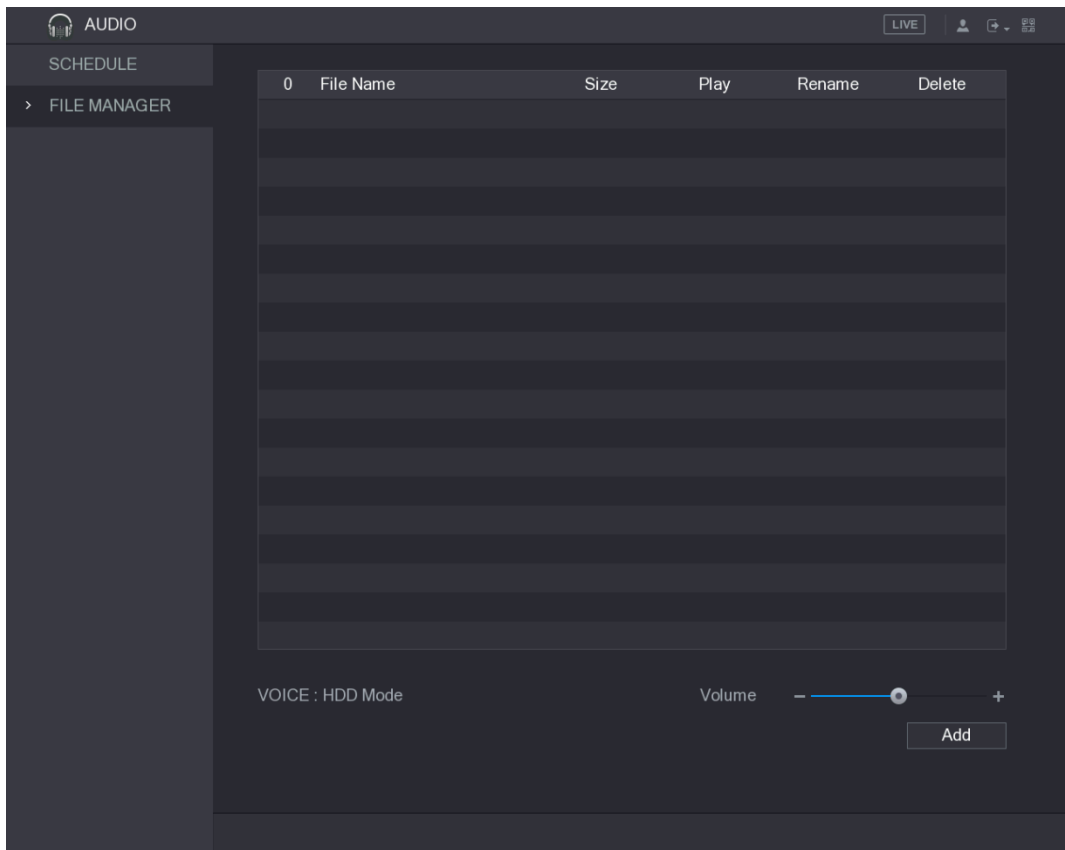 AUDIO
LIVE
SCHEDULE
FILE MANAGER
0 File Name Size Play Rename Delete
VOICE : HDD Mode Volume
Add